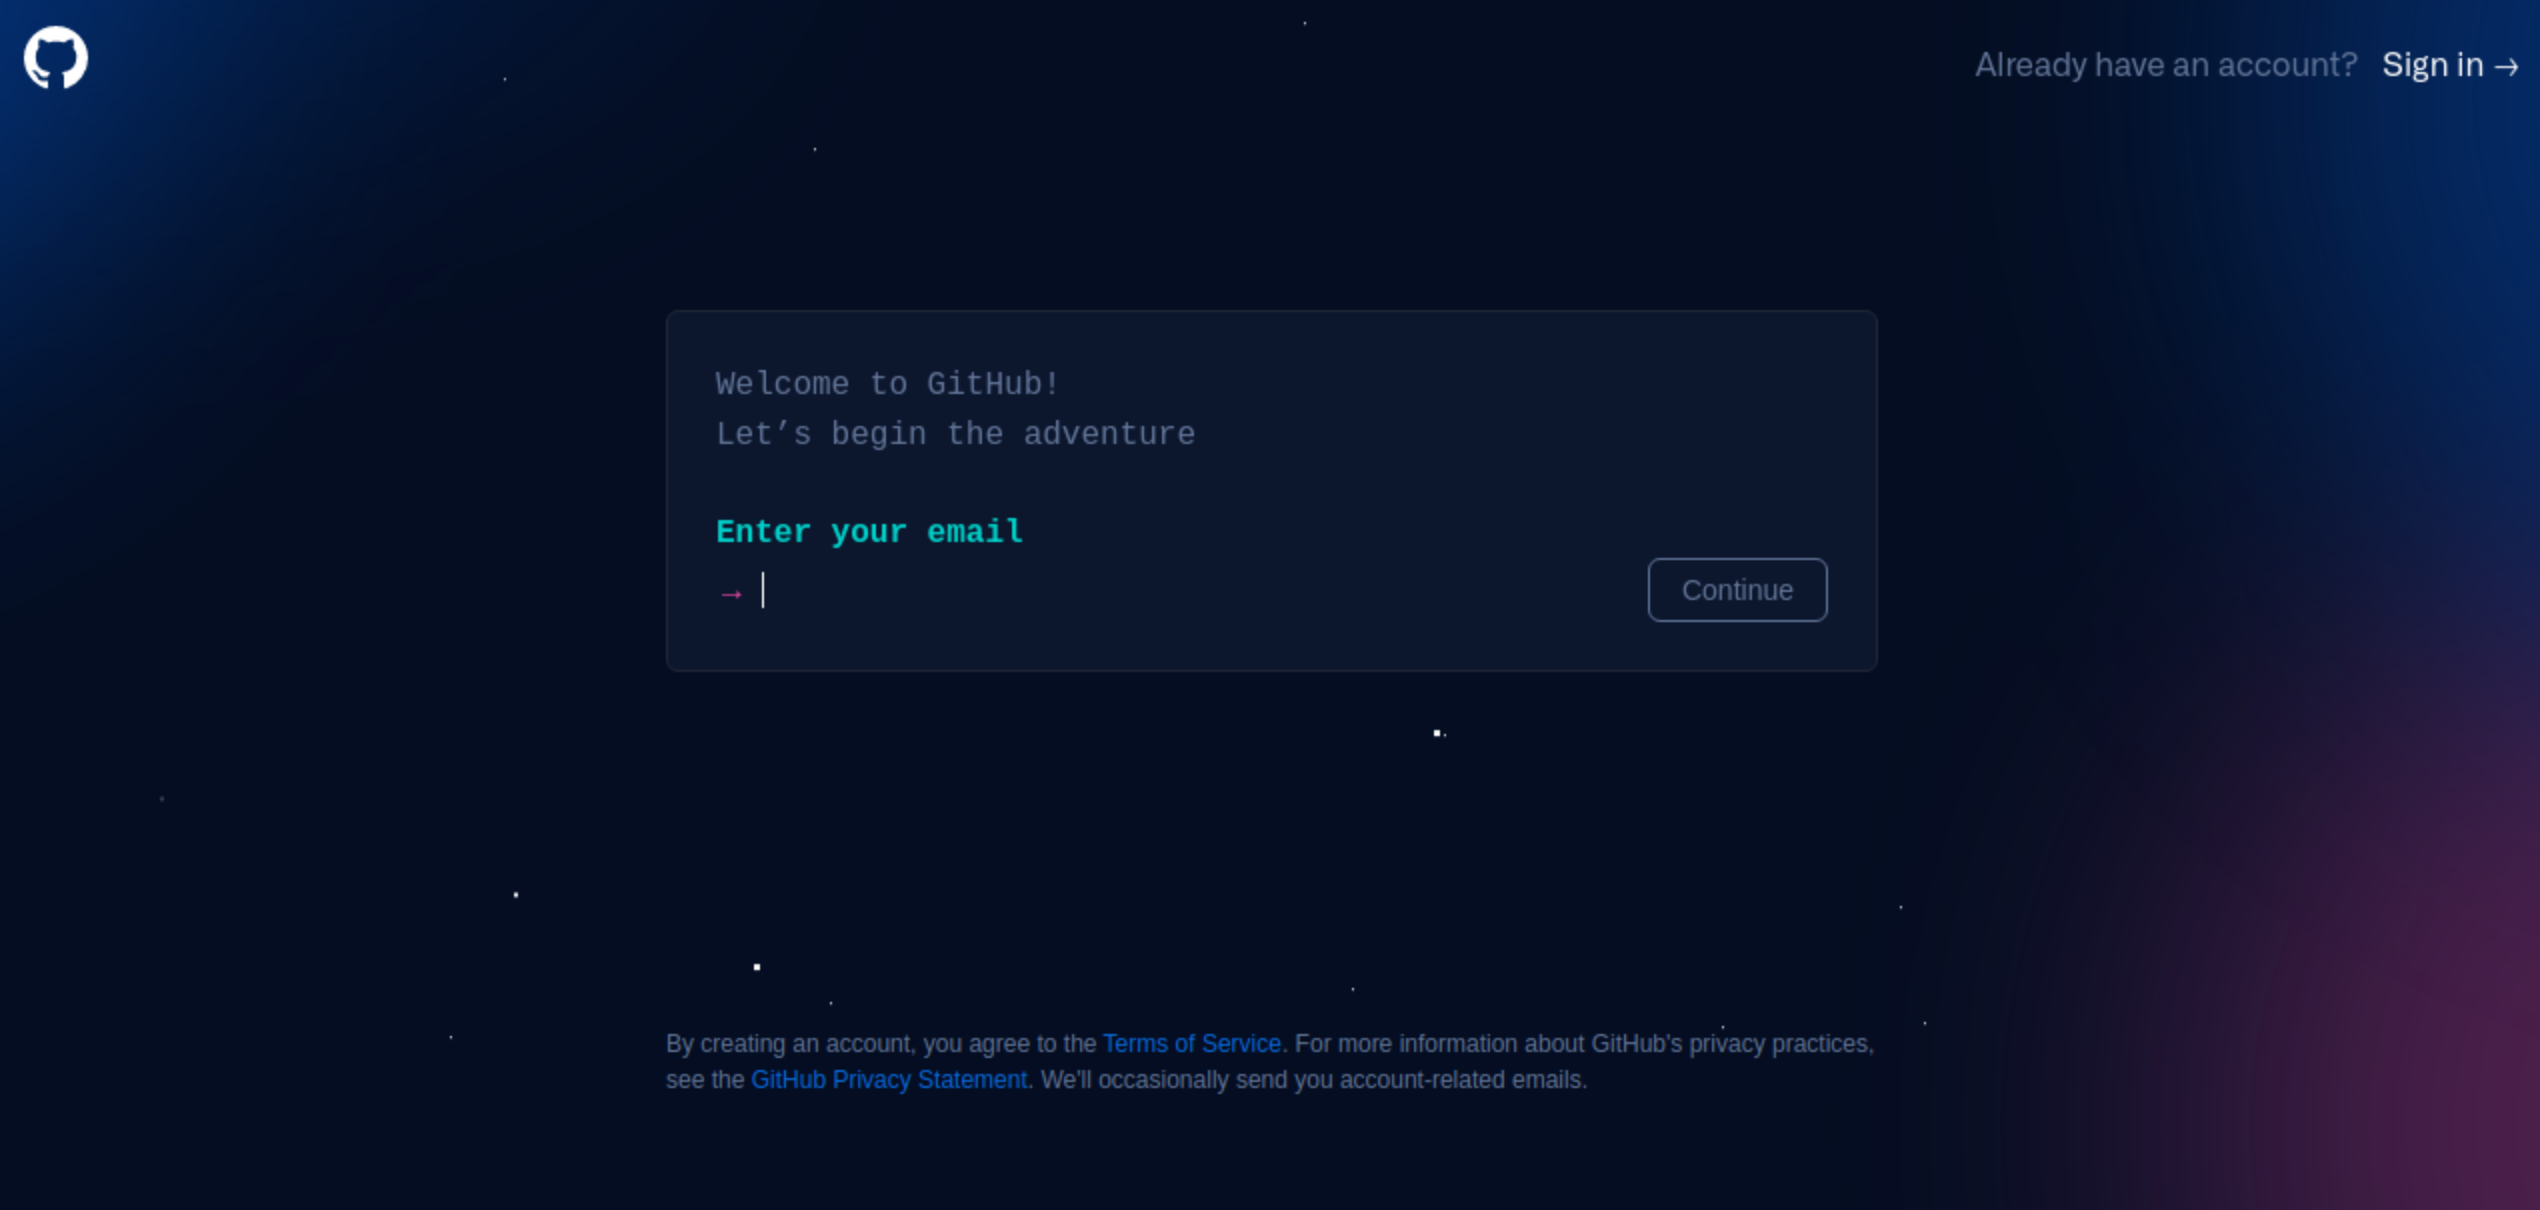 Already have an account? Sign in →
Welcome to GitHub!
Let’s begin the adventure
Enter your email
→
Continue
By creating an account, you agree to the Terms of Service. For more information about GitHub's privacy practices,
see the GitHub Privacy Statement. We'll occasionally send you account-related emails.